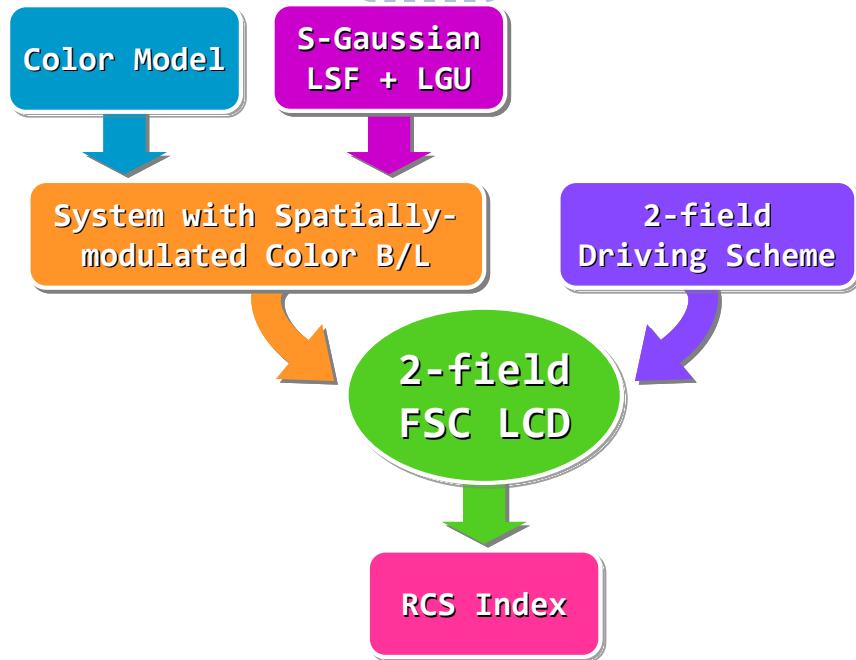 Color Model
S-Gaussian
LSF + LGU
System with Spatially-
modulated Color B/L
2-field
Driving Scheme
2-field
FSC LCD
RCS Index